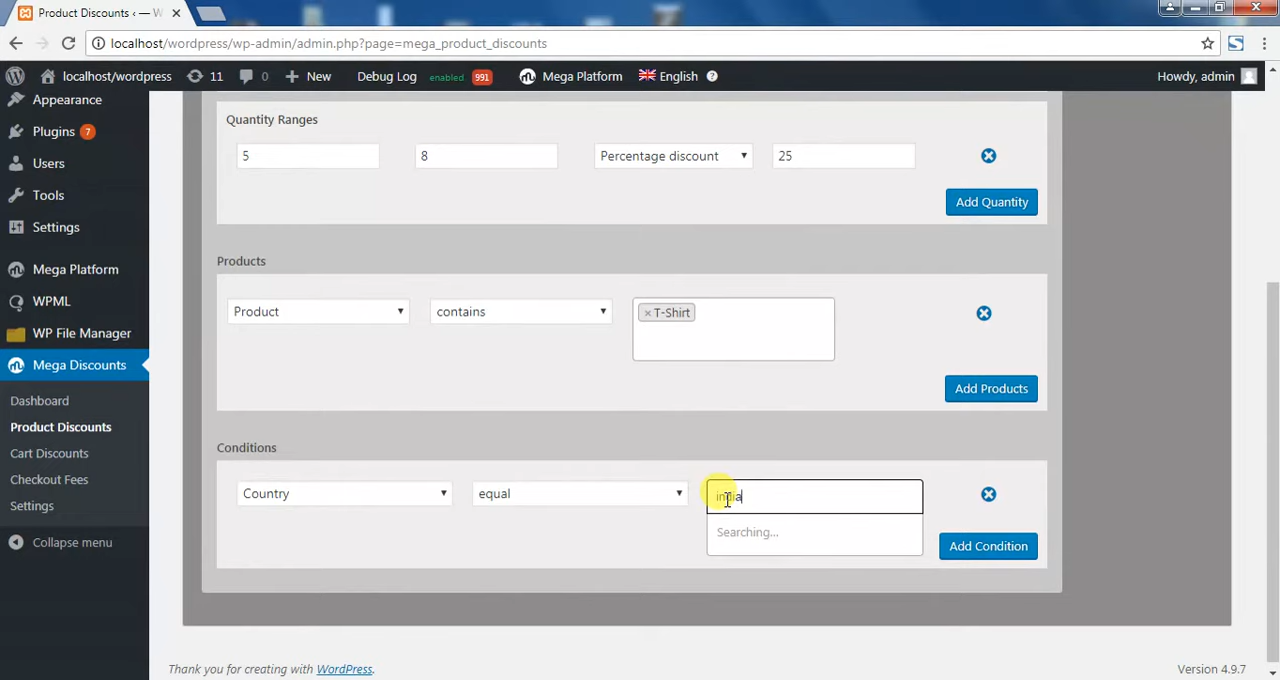 Product Discounts ‹ — W
localhost/wordpress/wp-admin/admin.php?page=mega_product_discounts
localhost/wordpress 11 0 New Debug Log enabled 991 Mega Platform English Howdy, admin
Appearance
Plugins 7
Users
Tools
Settings
Mega Platform
WPML
WP File Manager
Mega Discounts
Dashboard
Product Discounts
Cart Discounts
Checkout Fees
Settings
Collapse menu
Quantity Ranges
5 8 Percentage discount 25
Add Quantity
Products
Product contains × T-Shirt
Add Products
Conditions
Country equal india
Searching...
Add Condition
Thank you for creating with WordPress. Version 4.9.7